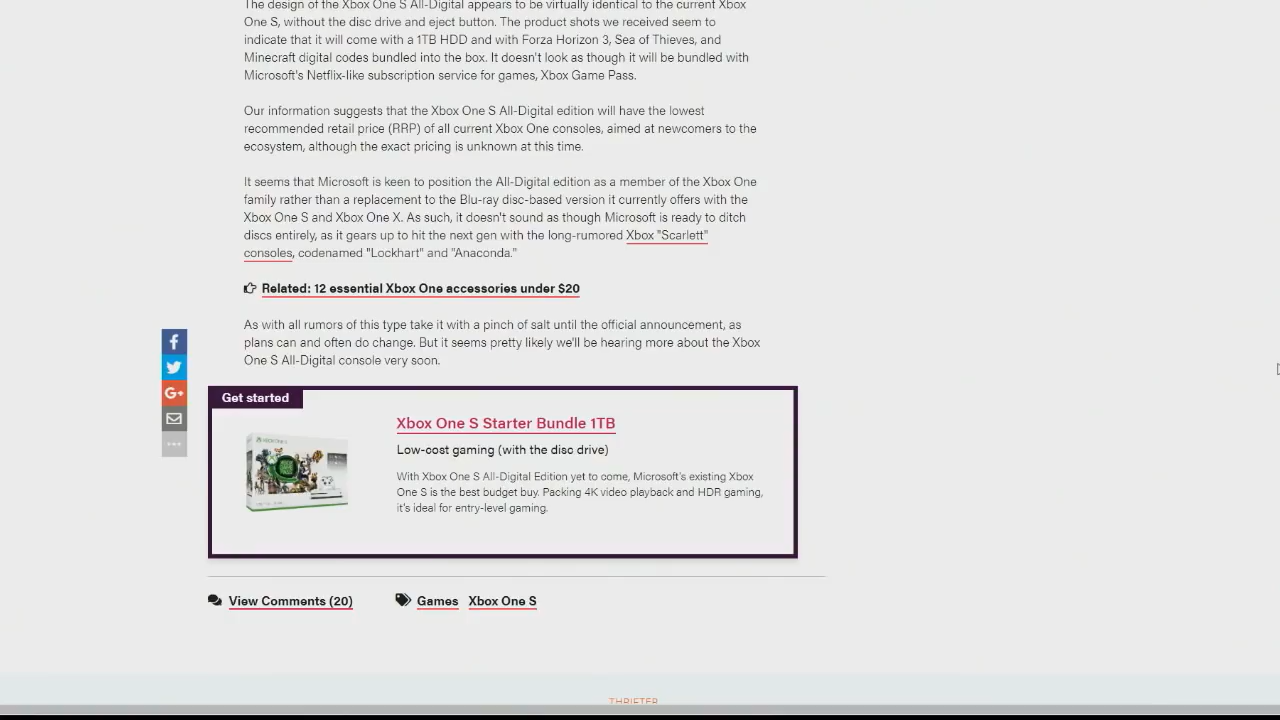 The design of the Xbox One S All-Digital appears to be virtually identical to the current Xbox
One S, without the disc drive and eject button. The product shots we received seem to
indicate that it will come with a 1TB HDD and with Forza Horizon 3, Sea of Thieves, and
Minecraft digital codes bundled into the box. It doesn't look as though it will be bundled with
Microsoft's Netflix-like subscription service for games, Xbox Game Pass.
Our information suggests that the Xbox One S All-Digital edition will have the lowest
recommended retail price (RRP) of all current Xbox One consoles, aimed at newcomers to the
ecosystem, although the exact pricing is unknown at this time.
It seems that Microsoft is keen to position the All-Digital edition as a member of the Xbox One
family rather than a replacement to the Blu-ray disc-based version it currently offers with the
Xbox One S and Xbox One X. As such, it doesn't sound as though Microsoft is ready to ditch
discs entirely, as it gears up to hit the next gen with the long-rumored Xbox "Scarlett"
consoles, codenamed "Lockhart" and "Anaconda."
Related: 12 essential Xbox One accessories under $20
As with all rumors of this type take it with a pinch of salt until the official announcement, as
plans can and often do change. But it seems pretty likely we'll be hearing more about the Xbox
One S All-Digital console very soon.
Get started
Xbox One S Starter Bundle 1TB
Low-cost gaming (with the disc drive)
With Xbox One S All-Digital Edition yet to come, Microsoft's existing Xbox
One S is the best budget buy. Packing 4K video playback and HDR gaming,
it's ideal for entry-level gaming.
View Comments (20)
Games
Xbox One S
THRIFTER